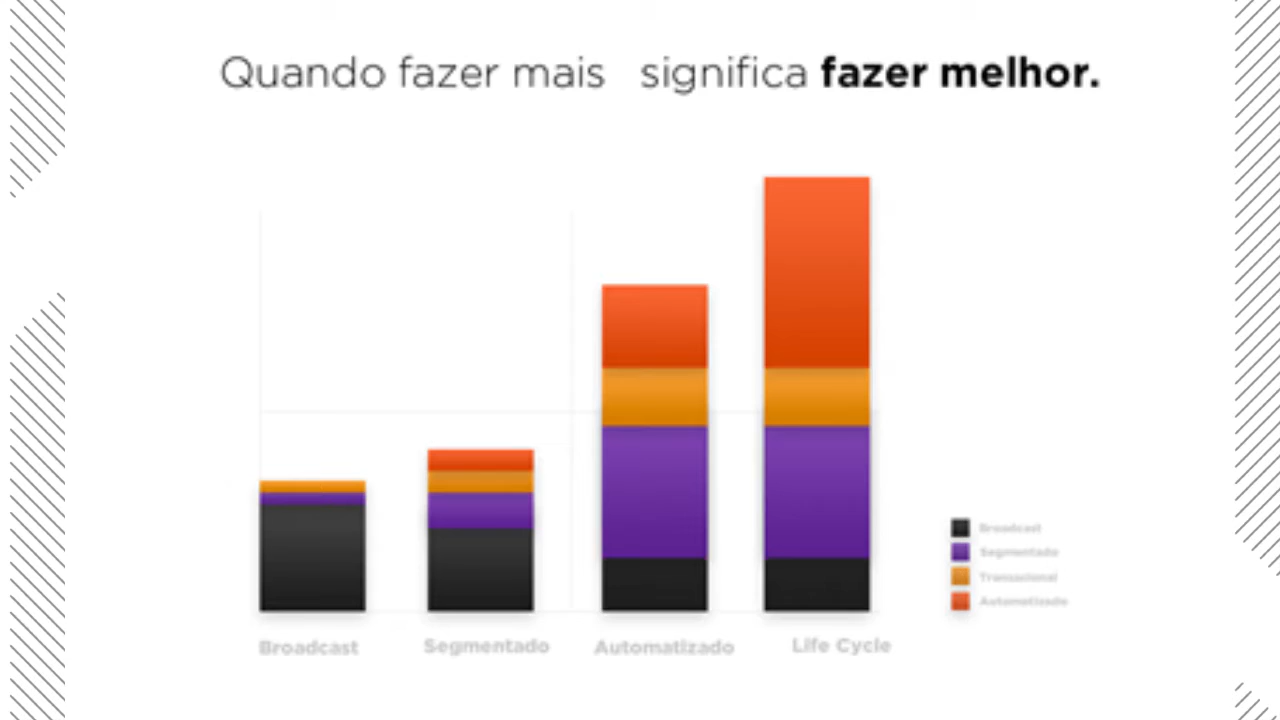 Quando fazer mais significa fazer melhor.
Broadcast
Segmentado
Transacional
Automatizado
Broadcast Segmentado Automatizado Life Cycle